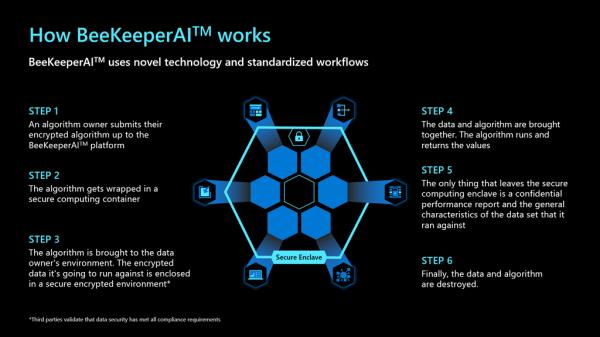 How BeeKeeperAI™ works
BeeKeeperAI™ uses novel technology and standardized workflows
STEP 1
An algorithm owner submits their
encrypted algorithm up to the
BeeKeeperAI™ platform
STEP 2
The algorithm gets wrapped in a
secure computing container
STEP 3
The algorithm is brought to the data
owner's environment. The encrypted
data it's going to run against is enclosed
in a secure encrypted environment*
Secure Enclave
STEP 4
The data and algorithm are brought
together. The algorithm runs and
returns the values
STEP 5
The only thing that leaves the secure
computing enclave is a confidential
performance report and the general
characteristics of the data set that it
ran against
STEP 6
Finally, the data and algorithm
are destroyed.
*Third parties validate that data security has met all compliance requirements